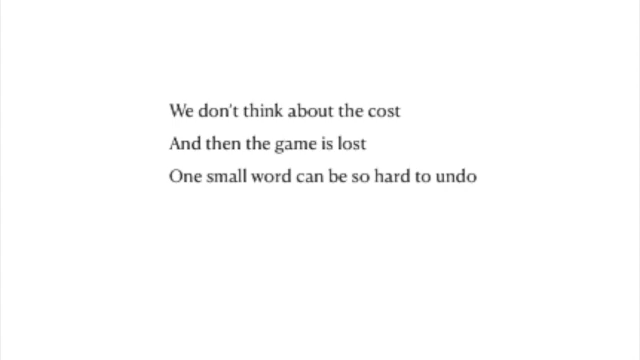 We don't think about the cost
And then the game is lost
One small word can be so hard to undo